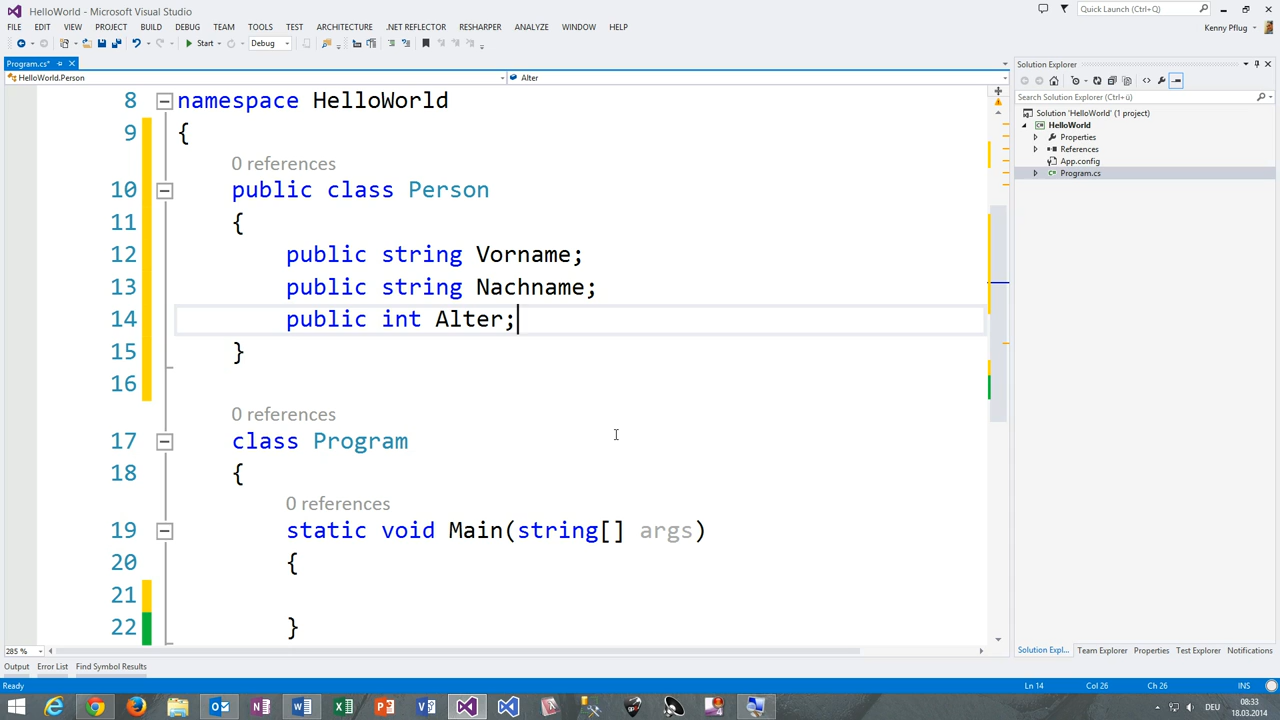 HelloWorld - Microsoft Visual Studio
Quick Launch (Ctrl+Q)
FILE EDIT VIEW PROJECT BUILD DEBUG TEAM TOOLS TEST ARCHITECTURE .NET REFLECTOR RESHARPER ANALYZE WINDOW HELP
Kenny Pflug
Start Debug
Program.cs*
HelloWorld.Person Alter
8 namespace HelloWorld
9 {
0 references
10 public class Person
11 {
12 public string Vorname;
13 public string Nachname;
14 public int Alter;
15 }
16
0 references
17 class Program
18 {
0 references
19 static void Main(string[] args)
20 {
21
22 }
285 %
Solution Explorer
Search Solution Explorer (Ctrl+ü)
Solution 'HelloWorld' (1 project)
HelloWorld
Properties
References
App.config
Program.cs
Solution Expl... Team Explorer Properties Test Explorer Notifications
Output Error List Find Symbol Results
Ready Ln 14 Col 26 Ch 26 INS
DEU
08:33
18.03.2014